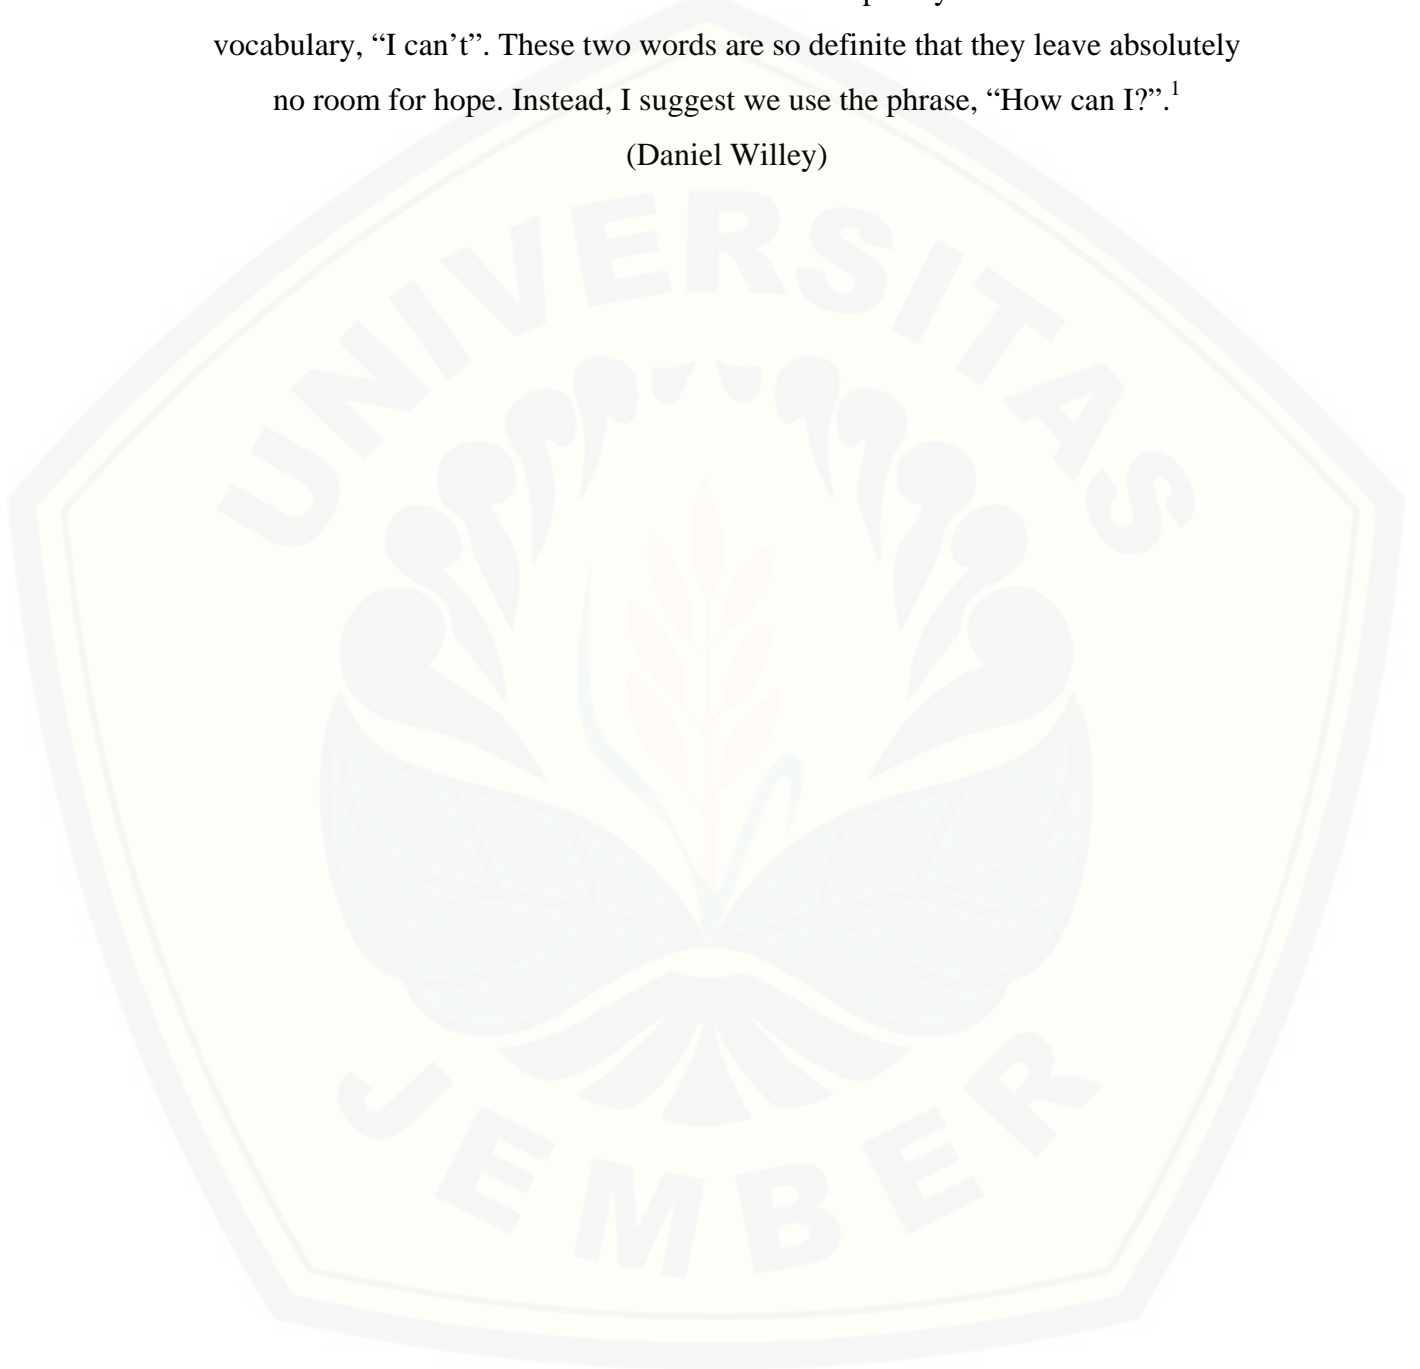 vocabulary, “I can’t”. These two words are so definite that they leave absolutely
no room for hope. Instead, I suggest we use the phrase, “How can I?”.1
(Daniel Willey)
UNIVERSITAS
JEMBER